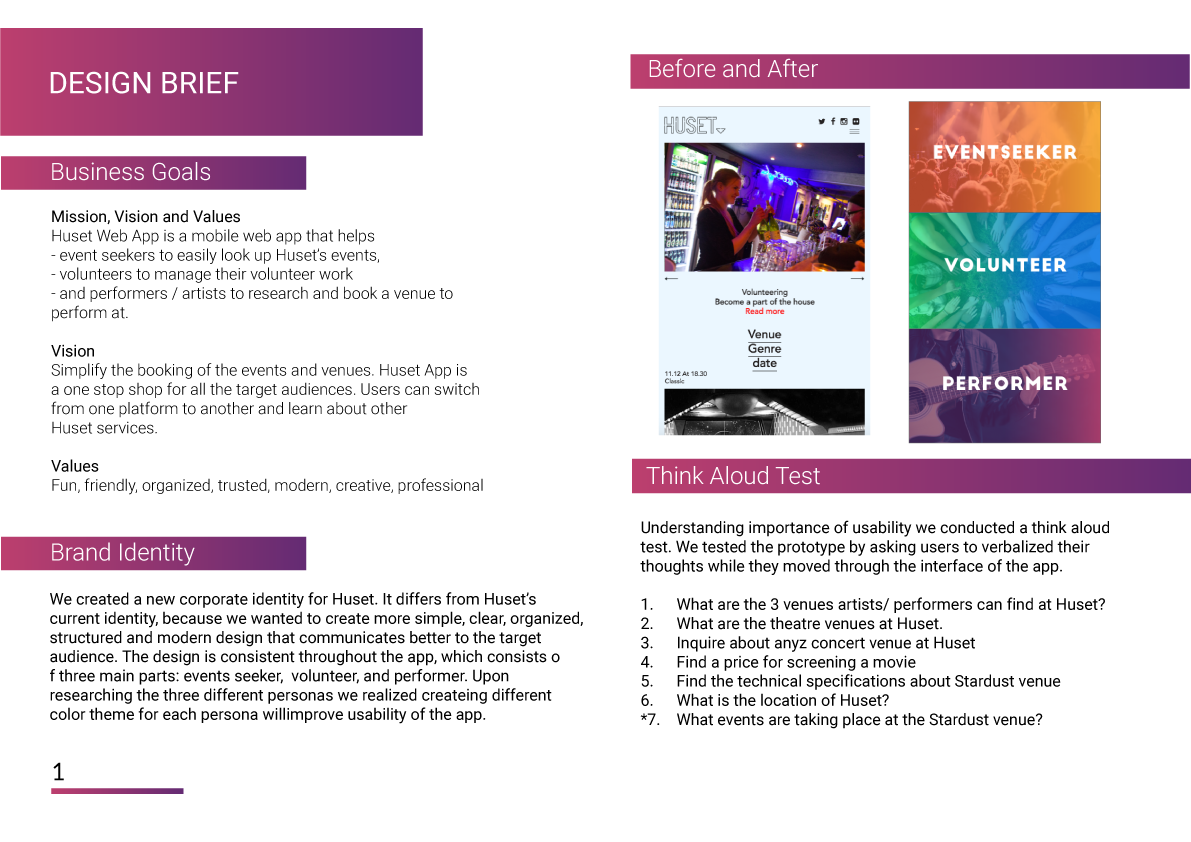 DESIGN BRIEF
Business Goals
Mission, Vision and Values
Huset Web App is a mobile web app that helps
- event seekers to easily look up Huset's events,
- volunteers to manage their volunteer work
- and performers / artists to research and book a venue to
perform at.
Vision
Simplify the booking of the events and venues. Huset App is
a one stop shop for all the target audiences. Users can switch
from one platform to another and learn about other
Huset services.
Values
Fun, friendly, organized, trusted, modern, creative, professional
Brand Identity
We created a new corporate identity for Huset. It differs from Huset's
current identity, because we wanted to create more simple, clear, organized,
structured and modern design that communicates better to the target
audience. The design is consistent throughout the app, which consists o
f three main parts: events seeker,  volunteer, and performer. Upon
researching the three different personas we realized createing different
color theme for each persona willimprove usability of the app.
1
Before and After
HUSET
Volunteering
Become a part of the house
Read more
Venue
Genre
date
11.12 At 18.30
Classic
EVENTSEEKER
VOLUNTEER
PERFORMER
Think Aloud Test
Understanding importance of usability we conducted a think aloud
test. We tested the prototype by asking users to verbalized their
thoughts while they moved through the interface of the app.
1. What are the 3 venues artists/ performers can find at Huset?
2. What are the theatre venues at Huset.
3. Inquire about anyz concert venue at Huset
4. Find a price for screening a movie
5. Find the technical specifications about Stardust venue
6. What is the location of Huset?
*7. What events are taking place at the Stardust venue?